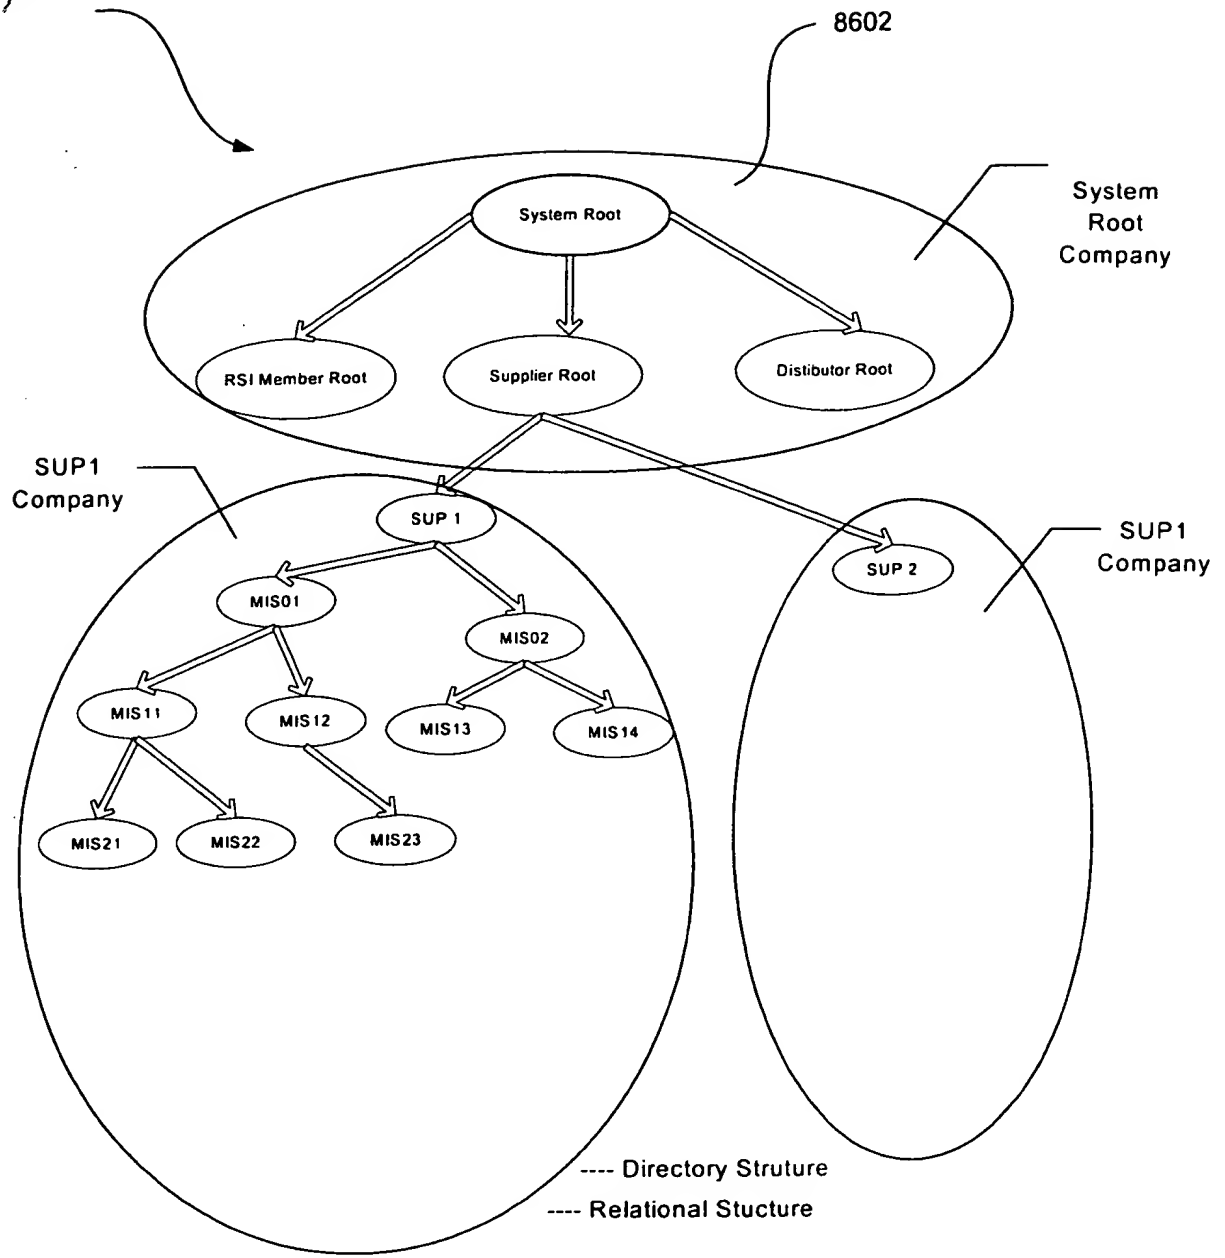 8602
System
Root
Company
System Root
RSI Member Root
Supplier Root
Distibutor Root
SUP1
Company
SUP 1
SUP1
Company
SUP 2
MIS01
MIS02
MIS11
MIS12
MIS13
MIS14
MIS21
MIS22
MIS23
---- Directory Struture
---- Relational Stucture